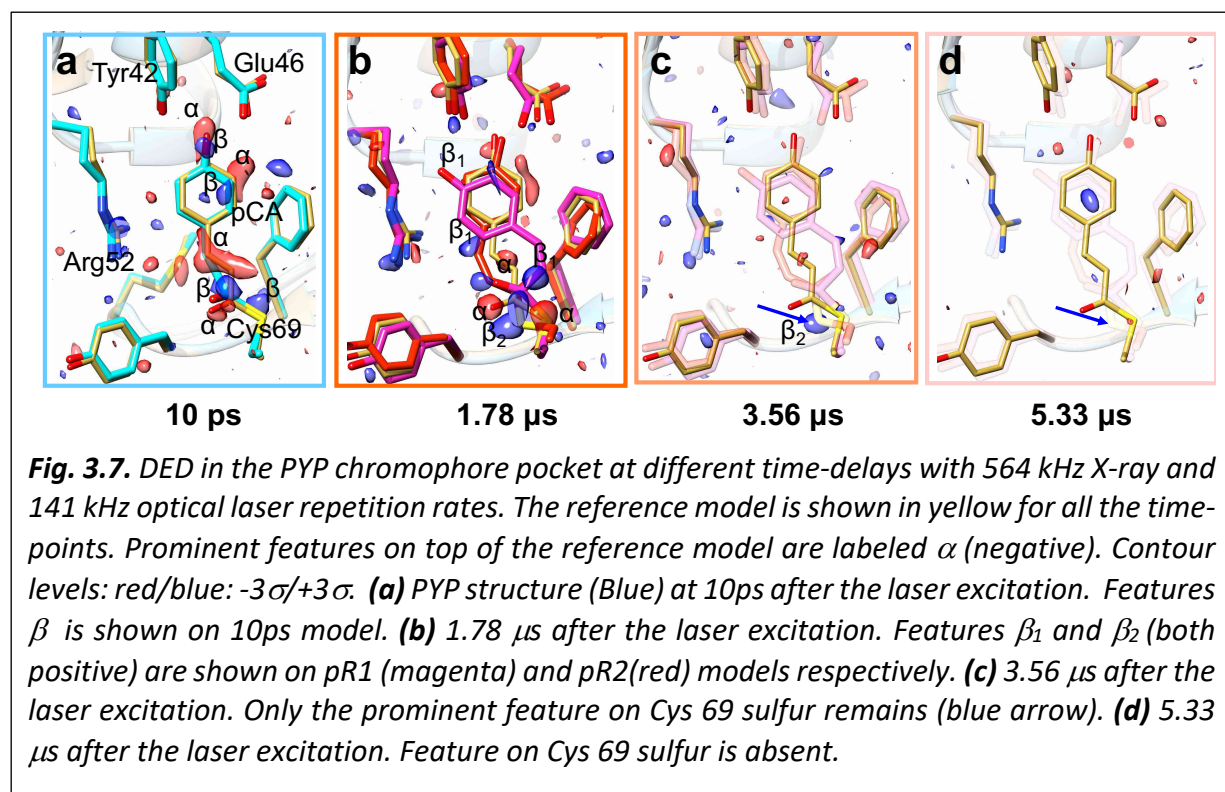 a b c d
Tyr42 Glu46
α
β α
β₁
β pCA
α β₁ β₁
Arg52 α
β β α α β₂ β₂
α Cys69
10 ps 1.78 µs 3.56 µs 5.33 µs
Fig. 3.7. DED in the PYP chromophore pocket at different time-delays with 564 kHz X-ray and
141 kHz optical laser repetition rates. The reference model is shown in yellow for all the time-
points. Prominent features on top of the reference model are labeled α (negative). Contour
levels: red/blue: -3σ/+3σ. (a) PYP structure (Blue) at 10ps after the laser excitation. Features
β is shown on 10ps model. (b) 1.78 µs after the laser excitation. Features β₁ and β₂ (both
positive) are shown on pR1 (magenta) and pR2(red) models respectively. (c) 3.56 µs after the
laser excitation. Only the prominent feature on Cys 69 sulfur remains (blue arrow). (d) 5.33
µs after the laser excitation. Feature on Cys 69 sulfur is absent.